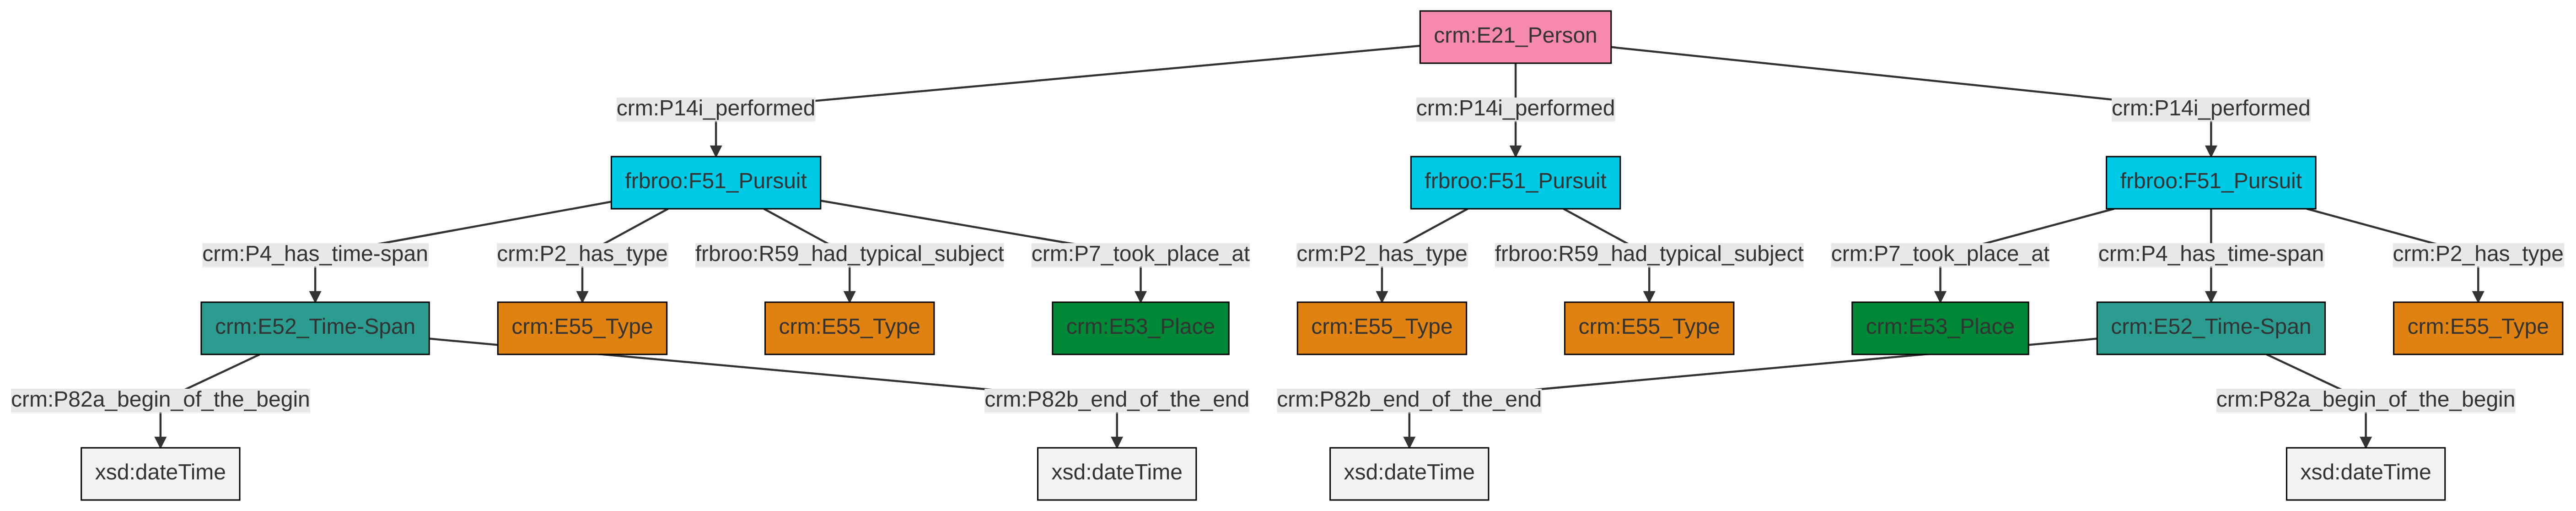 crm:E21_Person
crm:P14i_performed
crm:P14i_performed
crm:P14i_performed
frbroo:F51_Pursuit
frbroo:F51_Pursuit
frbroo:F51_Pursuit
crm:P4_has_time-span
crm:P2_has_type
frbroo:R59_had_typical_subject
crm:P7_took_place_at
crm:P2_has_type
frbroo:R59_had_typical_subject
crm:P7_took_place_at
crm:P4_has_time-span
crm:P2_has_type
crm:E52_Time-Span
crm:E55_Type
crm:E55_Type
crm:E53_Place
crm:E55_Type
crm:E55_Type
crm:E53_Place
crm:E52_Time-Span
crm:E55_Type
crm:P82a_begin_of_the_begin
crm:P82b_end_of_the_end
crm:P82b_end_of_the_end
crm:P82a_begin_of_the_begin
xsd:dateTime
xsd:dateTime
xsd:dateTime
xsd:dateTime